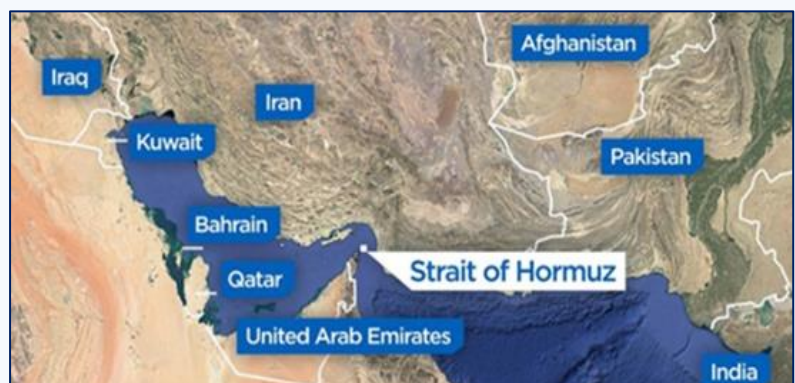 Afghanistan
Iraq
Iran
Kuwait
Pakistan
Bahrain
Strait of Hormuz
Qatar
United Arab Emirates
India